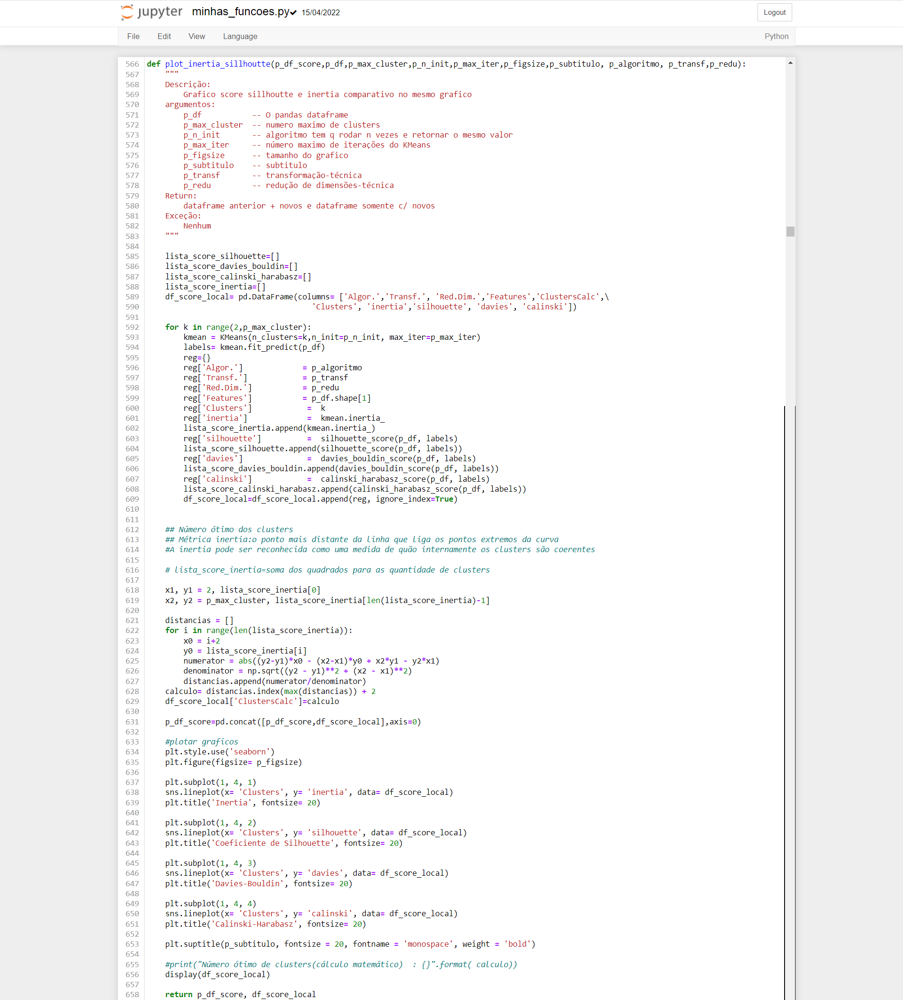 jupyter minhas_funcoes.py✔ 15/04/2022 Logout
File Edit View Language Python
566 def plot_inertia_sillhoutte(p_df_score,p_df,p_max_cluster,p_n_init,p_max_iter,p_figsize,p_subtitulo, p_algoritmo, p_transf,p_redu):
567     """
568     Descrição:
569         Grafico score sillhoutte e inertia comparativo no mesmo grafico
570     argumentos:
571         p_df           -- O pandas dataframe
572         p_max_cluster  -- numero maximo de clusters
573         p_n_init       -- algoritmo tem q rodar n vezes e retornar o mesmo valor
574         p_max_iter     -- número maximo de iterações do KMeans
575         p_figsize      -- tamanho do grafico
576         p_subtitulo    -- subtitulo
577         p_transf       -- transformação-técnica
578         p_redu         -- redução de dimensões-técnica
579     Return:
580         dataframe anterior + novos e dataframe somente c/ novos
581     Exceção:
582         Nenhum
583     """
584
585     lista_score_silhouette=[]
586     lista_score_davies_bouldin=[]
587     lista_score_calinski_harabasz=[]
588     lista_score_inertia=[]
589     df_score_local= pd.DataFrame(columns= ['Algor.','Transf.', 'Red.Dim.','Features','ClustersCalc',\
590                                     'Clusters', 'inertia','silhouette', 'davies', 'calinski'])
591
592     for k in range(2,p_max_cluster):
593         kmean = KMeans(n_clusters=k,n_init=p_n_init, max_iter=p_max_iter)
594         labels= kmean.fit_predict(p_df)
595         reg={}
596         reg['Algor.']             = p_algoritmo
597         reg['Transf.']            = p_transf
598         reg['Red.Dim.']           = p_redu
599         reg['Features']           = p_df.shape[1]
600         reg['Clusters']            =  k
601         reg['inertia']             =  kmean.inertia_
602         lista_score_inertia.append(kmean.inertia_)
603         reg['silhouette']          =  silhouette_score(p_df, labels)
604         lista_score_silhouette.append(silhouette_score(p_df, labels))
605         reg['davies']              =  davies_bouldin_score(p_df, labels)
606         lista_score_davies_bouldin.append(davies_bouldin_score(p_df, labels))
607         reg['calinski']            =  calinski_harabasz_score(p_df, labels)
608         lista_score_calinski_harabasz.append(calinski_harabasz_score(p_df, labels))
609         df_score_local=df_score_local.append(reg, ignore_index=True)
610
611
612     ## Número ótimo dos clusters
613     ## Métrica inertia:o ponto mais distante da linha que liga os pontos extremos da curva
614     #A inertia pode ser reconhecida como uma medida de quão internamente os clusters são coerentes
615
616     # lista_score_inertia=soma dos quadrados para as quantidade de clusters
617
618     x1, y1 = 2, lista_score_inertia[0]
619     x2, y2 = p_max_cluster, lista_score_inertia[len(lista_score_inertia)-1]
620
621     distancias = []
622     for i in range(len(lista_score_inertia)):
623         x0 = i+2
624         y0 = lista_score_inertia[i]
625         numerator = abs((y2-y1)*x0 - (x2-x1)*y0 + x2*y1 - y2*x1)
626         denominator = np.sqrt((y2 - y1)**2 + (x2 - x1)**2)
627         distancias.append(numerator/denominator)
628     calculo= distancias.index(max(distancias)) + 2
629     df_score_local['ClustersCalc']=calculo
630
631     p_df_score=pd.concat([p_df_score,df_score_local],axis=0)
632
633     #plotar graficos
634     plt.style.use('seaborn')
635     plt.figure(figsize= p_figsize)
636
637     plt.subplot(1, 4, 1)
638     sns.lineplot(x= 'Clusters', y= 'inertia', data= df_score_local)
639     plt.title('Inertia', fontsize= 20)
640
641     plt.subplot(1, 4, 2)
642     sns.lineplot(x= 'Clusters', y= 'silhouette', data= df_score_local)
643     plt.title('Coeficiente de Silhouette', fontsize= 20)
644
645     plt.subplot(1, 4, 3)
646     sns.lineplot(x= 'Clusters', y= 'davies', data= df_score_local)
647     plt.title('Davies-Bouldin', fontsize= 20)
648
649     plt.subplot(1, 4, 4)
650     sns.lineplot(x= 'Clusters', y= 'calinski', data= df_score_local)
651     plt.title('Calinski-Harabasz', fontsize= 20)
652
653     plt.suptitle(p_subtitulo, fontsize = 20, fontname = 'monospace', weight = 'bold')
654
655     #print("Número ótimo de clusters(cálculo matemático)  : {}".format( calculo))
656     display(df_score_local)
657
658     return p_df_score, df_score_local